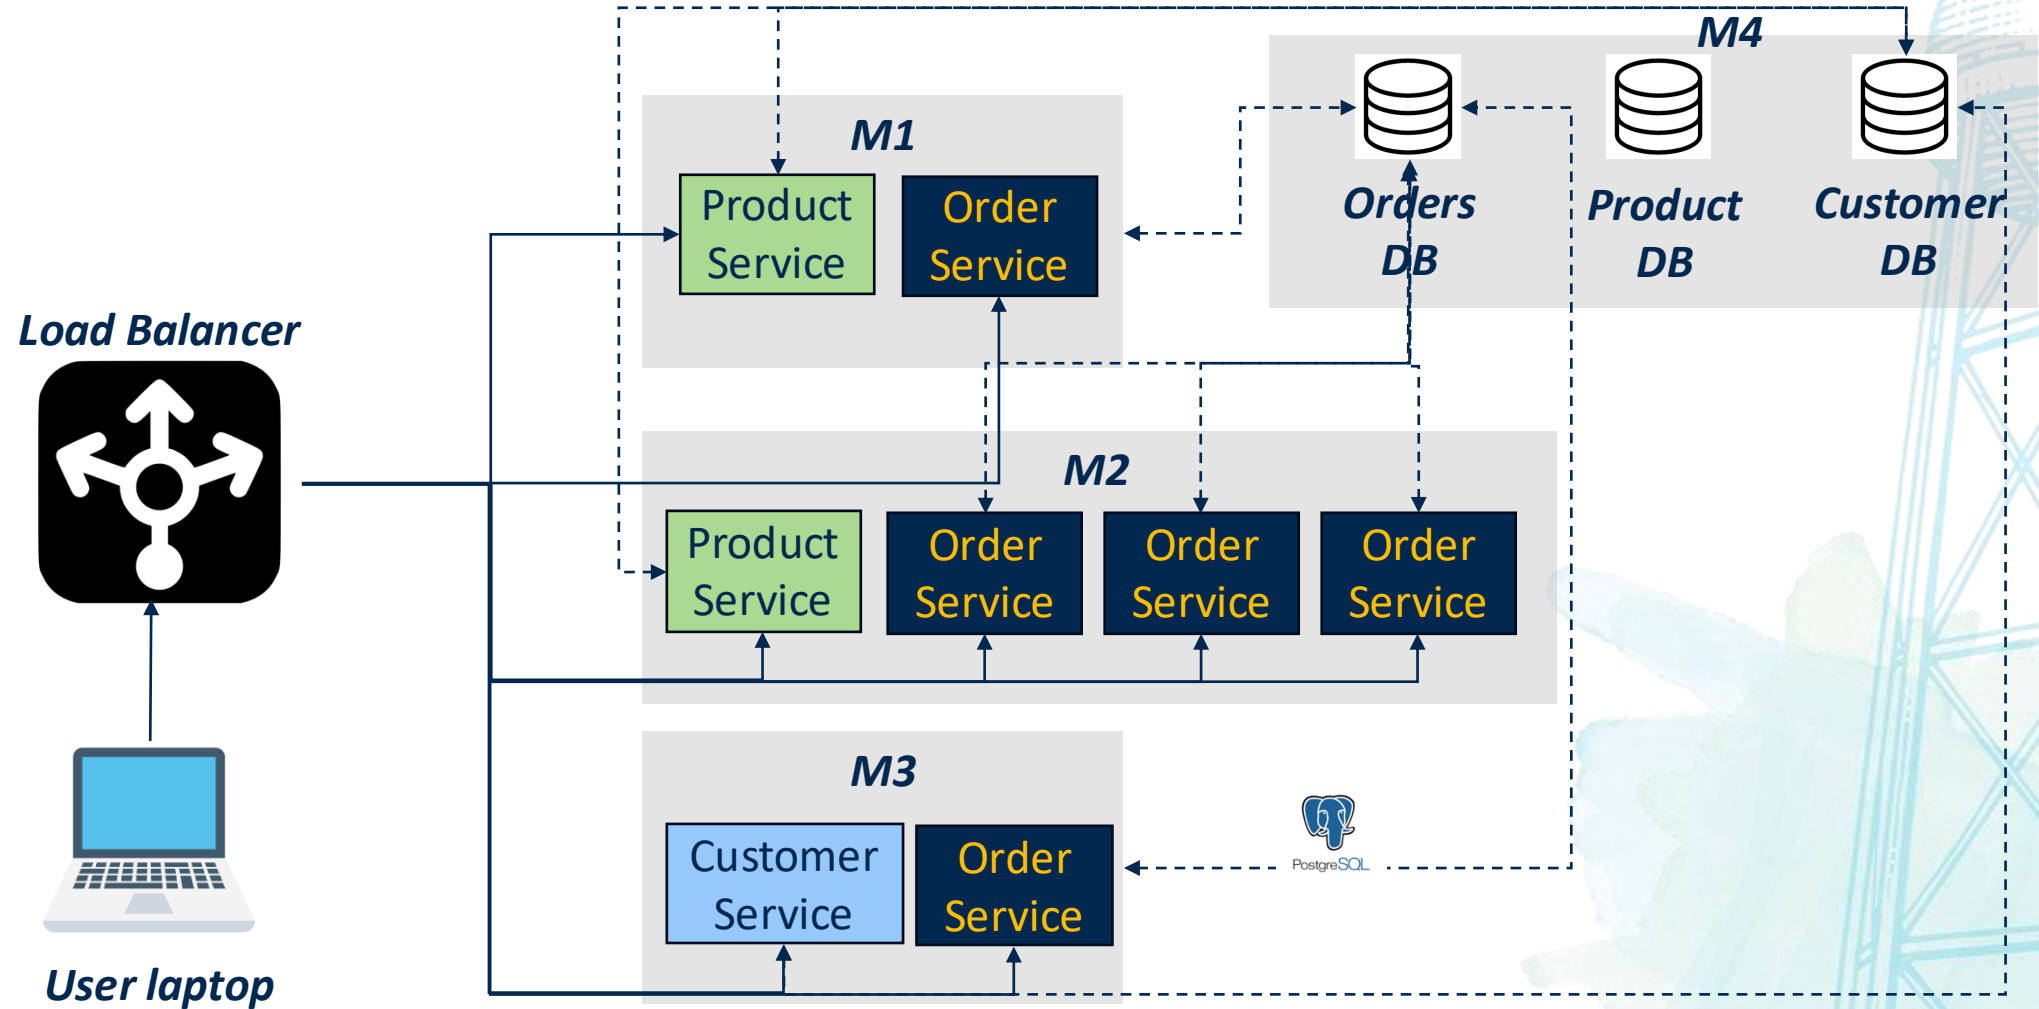 M4
M1
Product
Service
Order
Service
Orders
DB
Product
DB
Customer
DB
Load Balancer
M2
Product
Service
Order
Service
Order
Service
Order
Service
M3
Customer
Service
Order
Service
PostgreSQL
User laptop